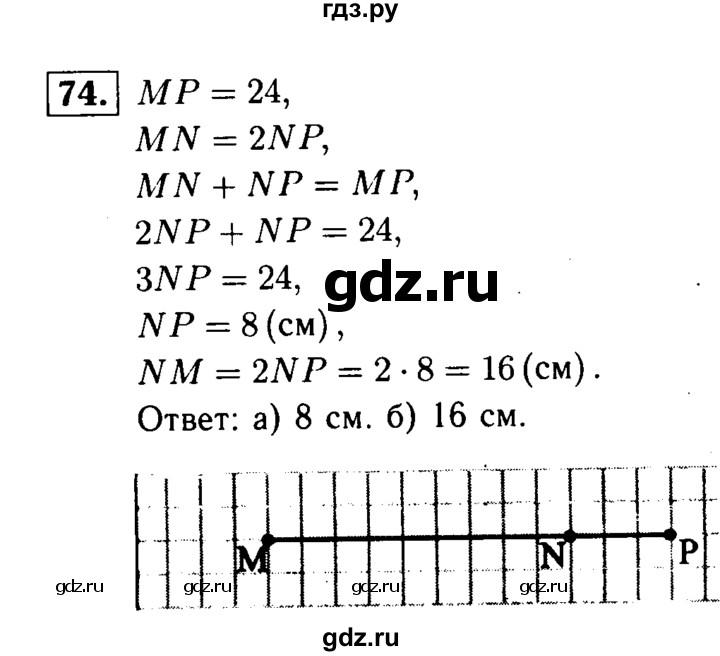 гдз.ру
74. MP = 24,
MN = 2NP,
MN + NP = MP,
2NP + NP = 24,
3NP = 24,
gdz.ru
NP = 8 (см),
NM = 2NP = 2 · 8 = 16 (см).
Ответ: а) 8 см. б) 16 см.
M N P
gdz.ru gdz.ru gdz.ru gdz.ru
gdz.ru